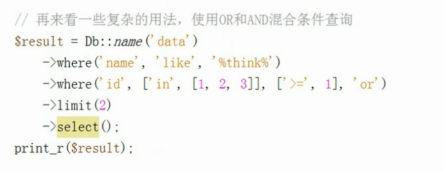 // 再来看一些复杂的用法，使用OR和AND混合条件查询
$result = Db::name('data')
->where('name', 'like', '%think%')
->where('id', ['in', [1, 2, 3]], ['>=', 1], 'or')
->limit(2)
->select();
print_r($result);